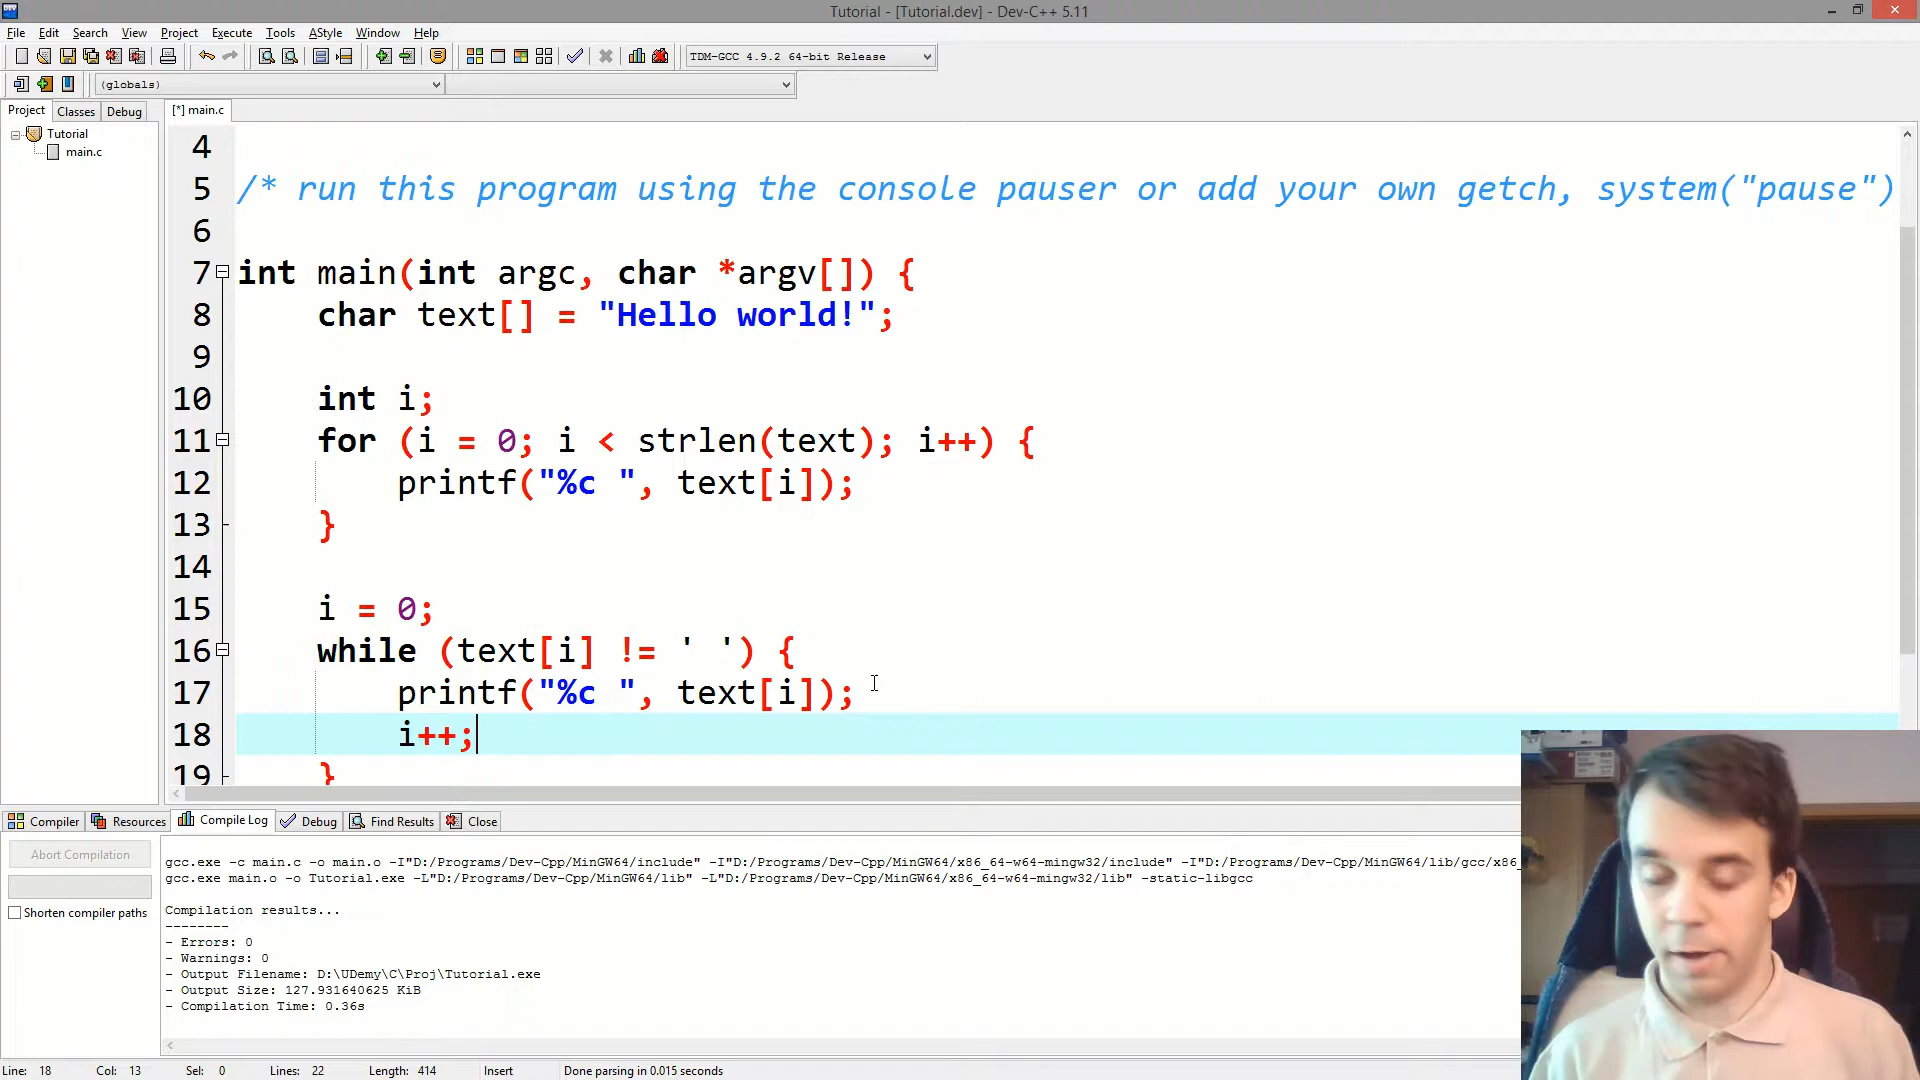 Tutorial - [Tutorial.dev] - Dev-C++ 5.11
File Edit Search View Project Execute Tools AStyle Window Help
TDM-GCC 4.9.2 64-bit Release
(globals)
Project Classes Debug
[*] main.c
Tutorial
main.c
4
5 /* run this program using the console pauser or add your own getch, system("pause")
6
7 int main(int argc, char *argv[]) {
8 char text[] = "Hello world!";
9
10 int i;
11 for (i = 0; i < strlen(text); i++) {
12 printf("%c ", text[i]);
13 }
14
15 i = 0;
16 while (text[i] != ' ') {
17 printf("%c ", text[i]);
18 i++;
19 }
Compiler Resources Compile Log Debug Find Results Close
Abort Compilation
Shorten compiler paths
gcc.exe -c main.c -o main.o -I"D:/Programs/Dev-Cpp/MinGW64/include" -I"D:/Programs/Dev-Cpp/MinGW64/x86_64-w64-mingw32/include" -I"D:/Programs/Dev-Cpp/MinGW64/lib/gcc/x86_
gcc.exe main.o -o Tutorial.exe -L"D:/Programs/Dev-Cpp/MinGW64/lib" -L"D:/Programs/Dev-Cpp/MinGW64/x86_64-w64-mingw32/lib" -static-libgcc
Compilation results...
--------
- Errors: 0
- Warnings: 0
- Output Filename: D:\UDemy\C\Proj\Tutorial.exe
- Output Size: 127.931640625 KiB
- Compilation Time: 0.36s
Line: 18 Col: 13 Sel: 0 Lines: 22 Length: 414 Insert Done parsing in 0.015 seconds